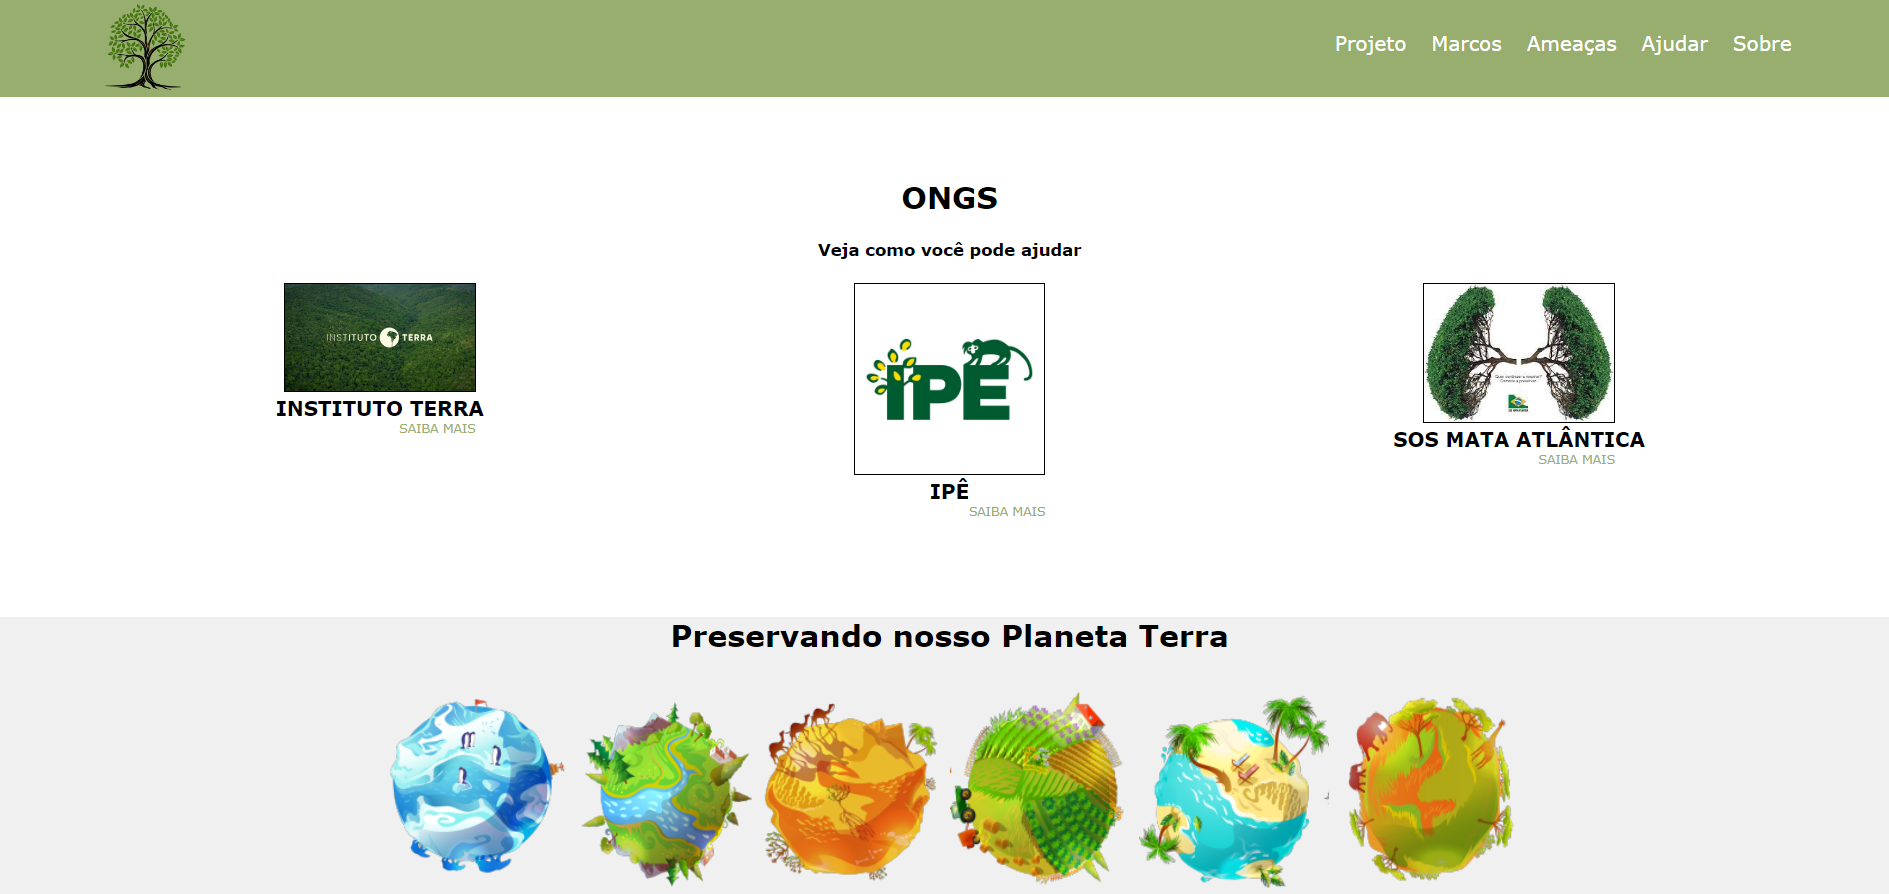 Projeto Marcos Ameaças Ajudar Sobre
ONGS
Veja como você pode ajudar
INSTITUTO TERRA
INSTITUTO TERRA
SAIBA MAIS
IPÊ
IPÊ
SAIBA MAIS
SOS MATA ATLÂNTICA
SAIBA MAIS
Preservando nosso Planeta Terra